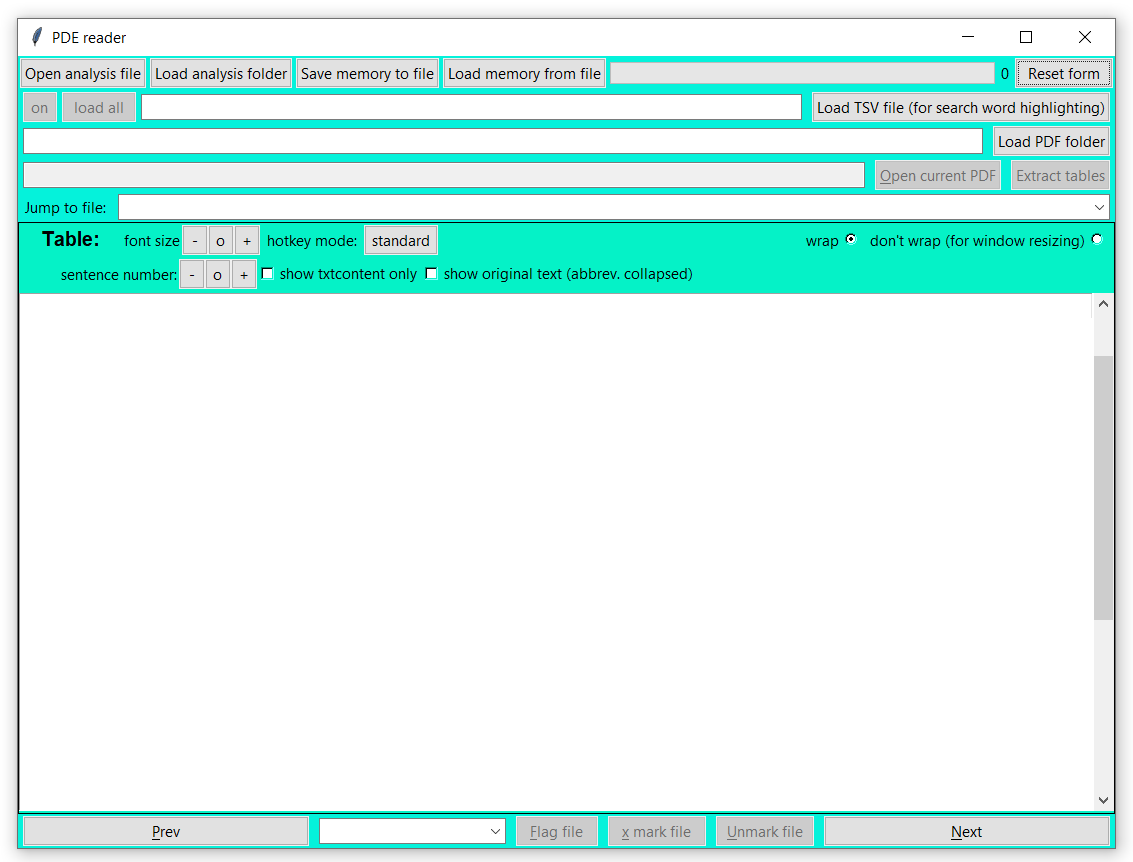 PDE reader
Open analysis file Load analysis folder Save memory to file Load memory from file 0 Reset form
on load all Load TSV file (for search word highlighting)
Load PDF folder
Open current PDF Extract tables
Jump to file:
Table: font size - o + hotkey mode: standard wrap don't wrap (for window resizing)
sentence number: - o + show txtcontent only show original text (abbrev. collapsed)
Prev Flag file x mark file Unmark file Next